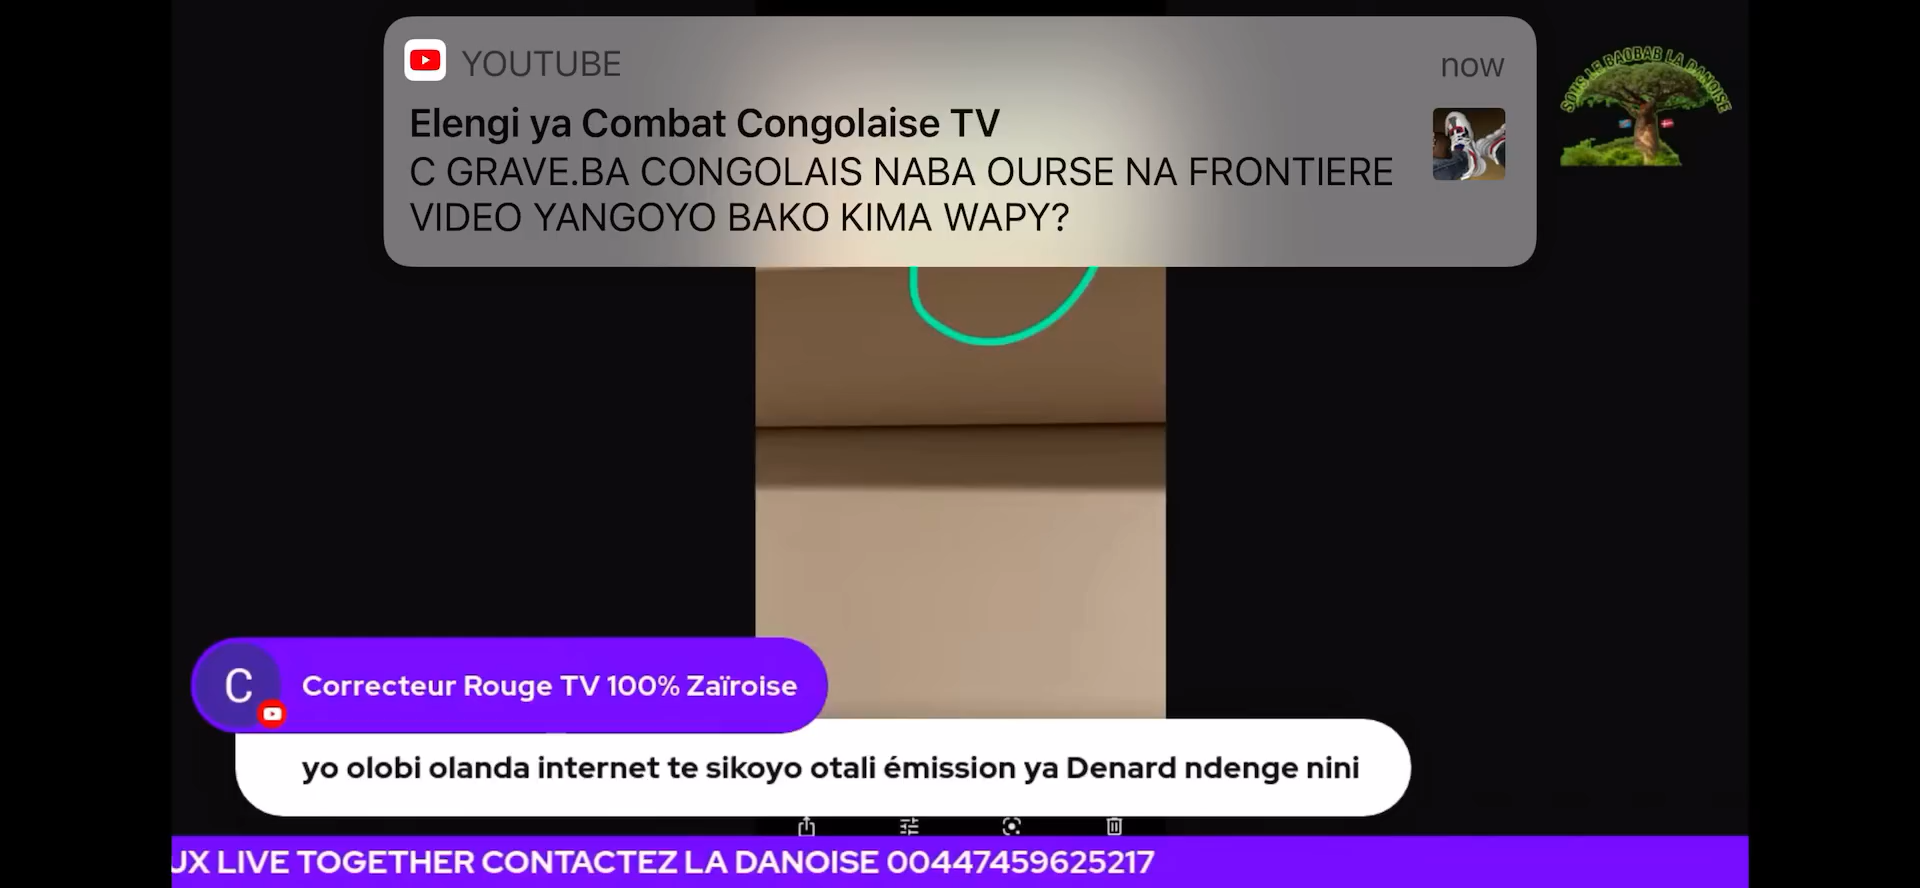 YOUTUBE
now
Elengi ya Combat Congolaise TV
C GRAVE.BA CONGOLAIS NABA OURSE NA FRONTIERE
VIDEO YANGOYO BAKO KIMA WAPY?
SOUS LE BAOBAB LA DANOISE
C
Correcteur Rouge TV 100% Zaïroise
yo olobi olanda internet te sikoyo otali émission ya Denard ndenge nini
UX LIVE TOGETHER CONTACTEZ LA DANOISE 00447459625217